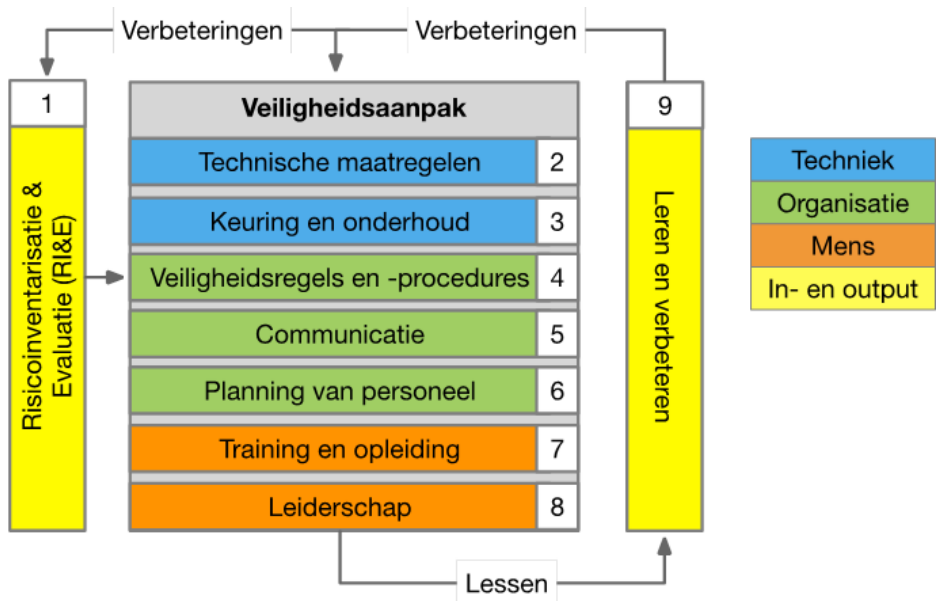 Verbeteringen
Verbeteringen
1
Risicoinventarisatie &
Evaluatie (RI&E)
Veiligheidsaanpak
Technische maatregelen 2
Keuring en onderhoud 3
Veiligheidsregels en -procedures 4
Communicatie 5
Planning van personeel 6
Training en opleiding 7
Leiderschap 8
9
Leren en verbeteren
Lessen
Techniek
Organisatie
Mens
In- en output